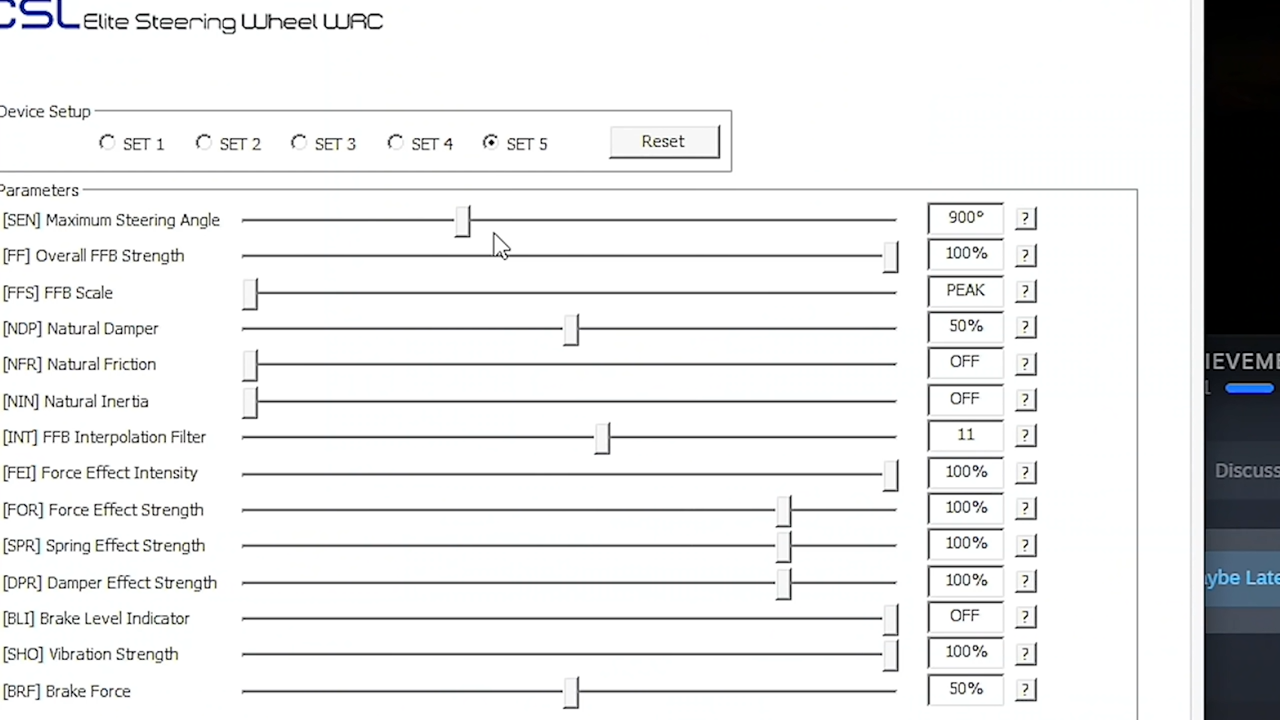 CSL Elite Steering Wheel WRC
Device Setup
SET 1 SET 2 SET 3 SET 4 SET 5 Reset
Parameters
[SEN] Maximum Steering Angle 900° ?
[FF] Overall FFB Strength 100% ?
[FFS] FFB Scale PEAK ?
[NDP] Natural Damper 50% ?
[NFR] Natural Friction OFF ?
[NIN] Natural Inertia OFF ?
[INT] FFB Interpolation Filter 11 ?
[FEI] Force Effect Intensity 100% ?
[FOR] Force Effect Strength 100% ?
[SPR] Spring Effect Strength 100% ?
[DPR] Damper Effect Strength 100% ?
[BLI] Brake Level Indicator OFF ?
[SHO] Vibration Strength 100% ?
[BRF] Brake Force 50% ?
IEVEME
Discuss
aybe Late